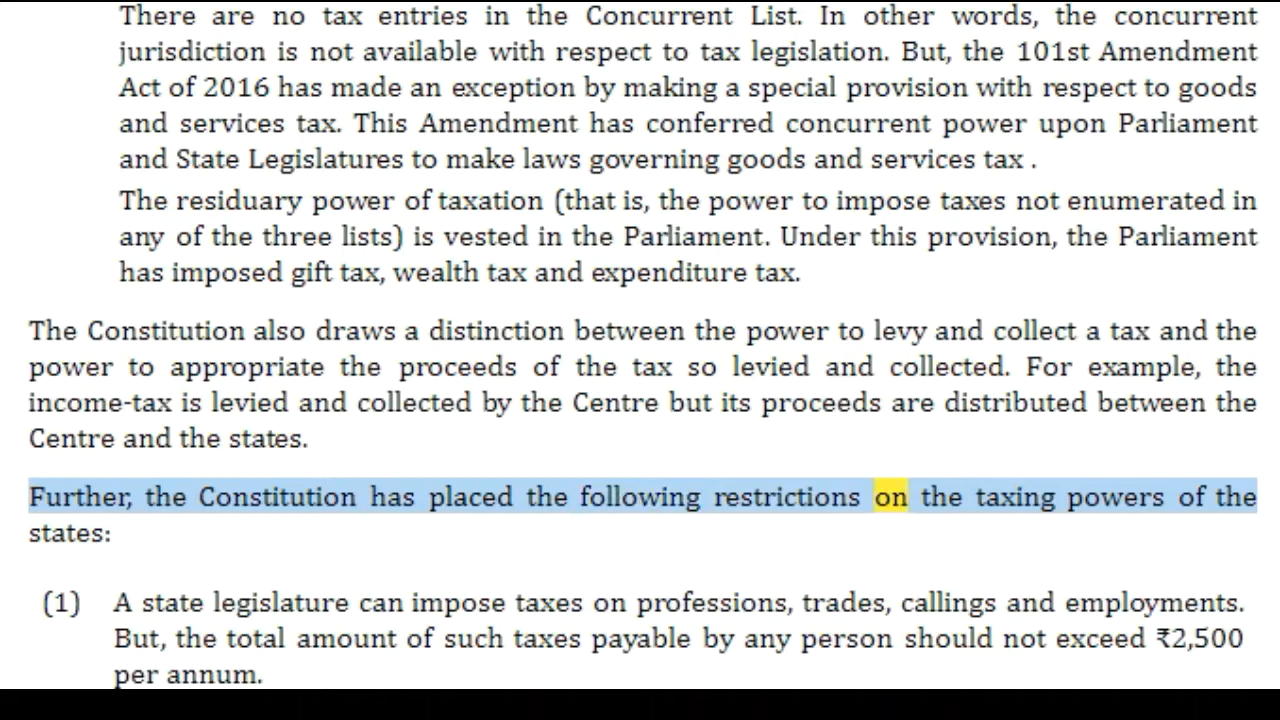 There are no tax entries in the Concurrent List. In other words, the concurrent
jurisdiction is not available with respect to tax legislation. But, the 101st Amendment
Act of 2016 has made an exception by making a special provision with respect to goods
and services tax. This Amendment has conferred concurrent power upon Parliament
and State Legislatures to make laws governing goods and services tax .
The residuary power of taxation (that is, the power to impose taxes not enumerated in
any of the three lists) is vested in the Parliament. Under this provision, the Parliament
has imposed gift tax, wealth tax and expenditure tax.
The Constitution also draws a distinction between the power to levy and collect a tax and the
power to appropriate the proceeds of the tax so levied and collected. For example, the
income-tax is levied and collected by the Centre but its proceeds are distributed between the
Centre and the states.
Further, the Constitution has placed the following restrictions on the taxing powers of the
states:
(1) A state legislature can impose taxes on professions, trades, callings and employments.
But, the total amount of such taxes payable by any person should not exceed ₹2,500
per annum.